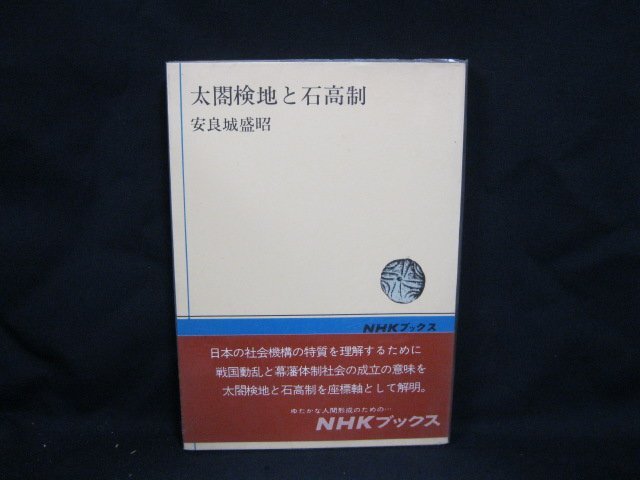 太閤検地と石高制
安良城盛昭
NHKブックス
日本の社会機構の特質を理解するために
戦国動乱と幕藩体制社会の成立の意味を
太閤検地と石高制を座標軸として解明。
ゆたかな人間形成のための…
NHKブックス